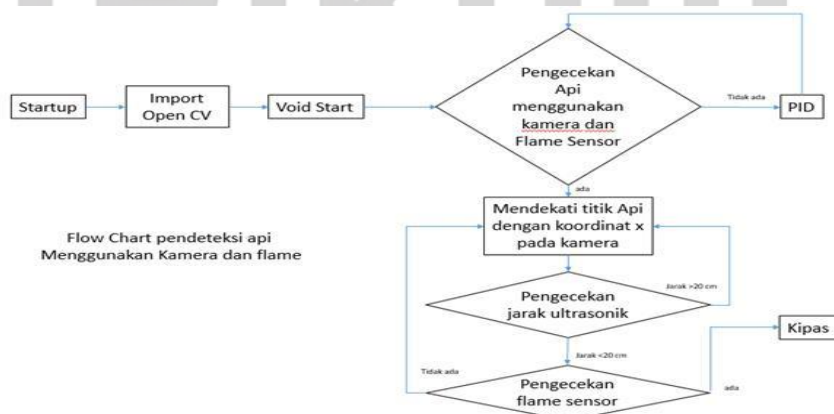 Startup
Import
Open CV
Void Start
Pengecekan
Api
menggunakan
kamera dan
Flame Sensor
Tidak ada
PID
ada
Mendekati titik Api
dengan koordinat x
pada kamera
Flow Chart pendeteksi api
Menggunakan Kamera dan flame
Pengecekan
jarak ultrasonik
Jarak >20 cm
Kipas
Jarak <20 cm
Tidak ada
Pengecekan
flame sensor
ada